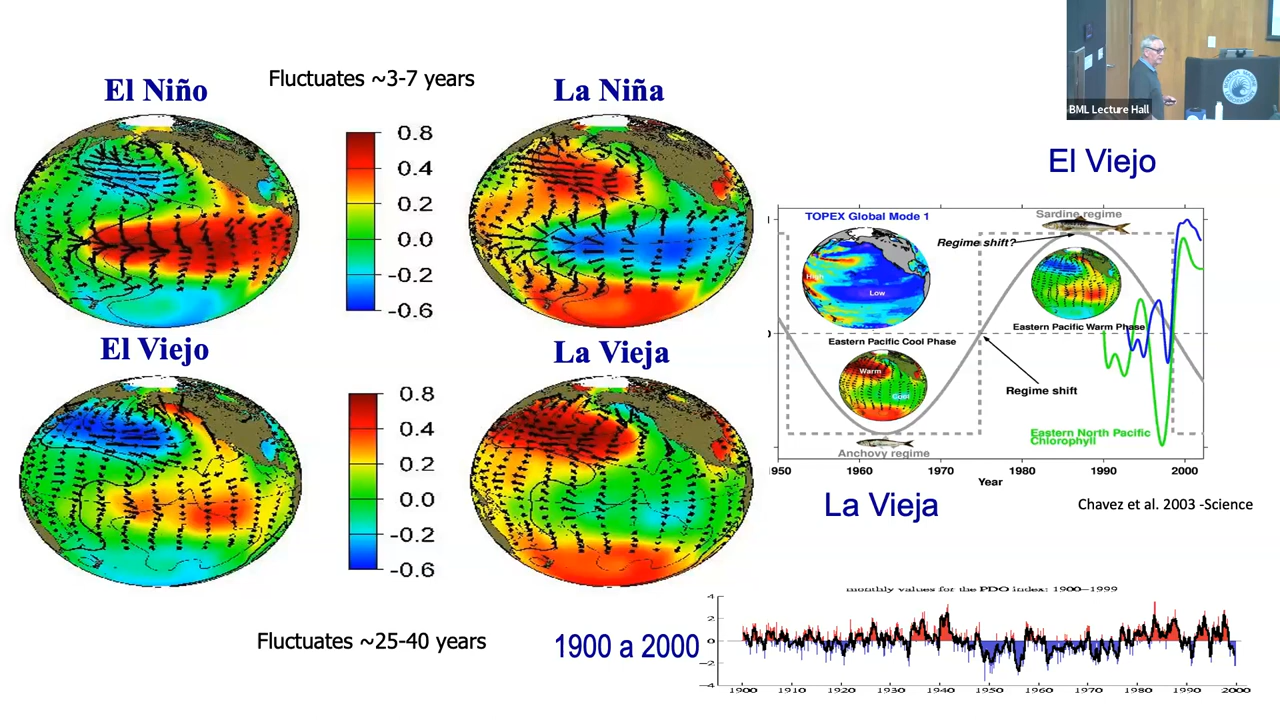 Fluctuates ~3-7 years
El Niño
La Niña
0.8
0.4
0.2
0.0
-0.2
-0.6
El Viejo
La Vieja
0.8
0.4
0.2
0.0
-0.2
-0.6
Fluctuates ~25-40 years
1900 a 2000
BML Lecture Hall
El Viejo
TOPEX Global Mode 1
Sardine regime
Regime shift?
High
Low
Eastern Pacific Warm Phase
Eastern Pacific Cool Phase
0
Warm
Cool
Regime shift
Eastern North Pacific
Chlorophyll
Anchovy regime
950 1960 1970 1980 1990 2000
Year
La Vieja
Chavez et al. 2003 -Science
monthly values for the PDO index: 1900–1999
4
2
0
−2
−4
1900 1910 1920 1930 1940 1950 1960 1970 1980 1990 2000